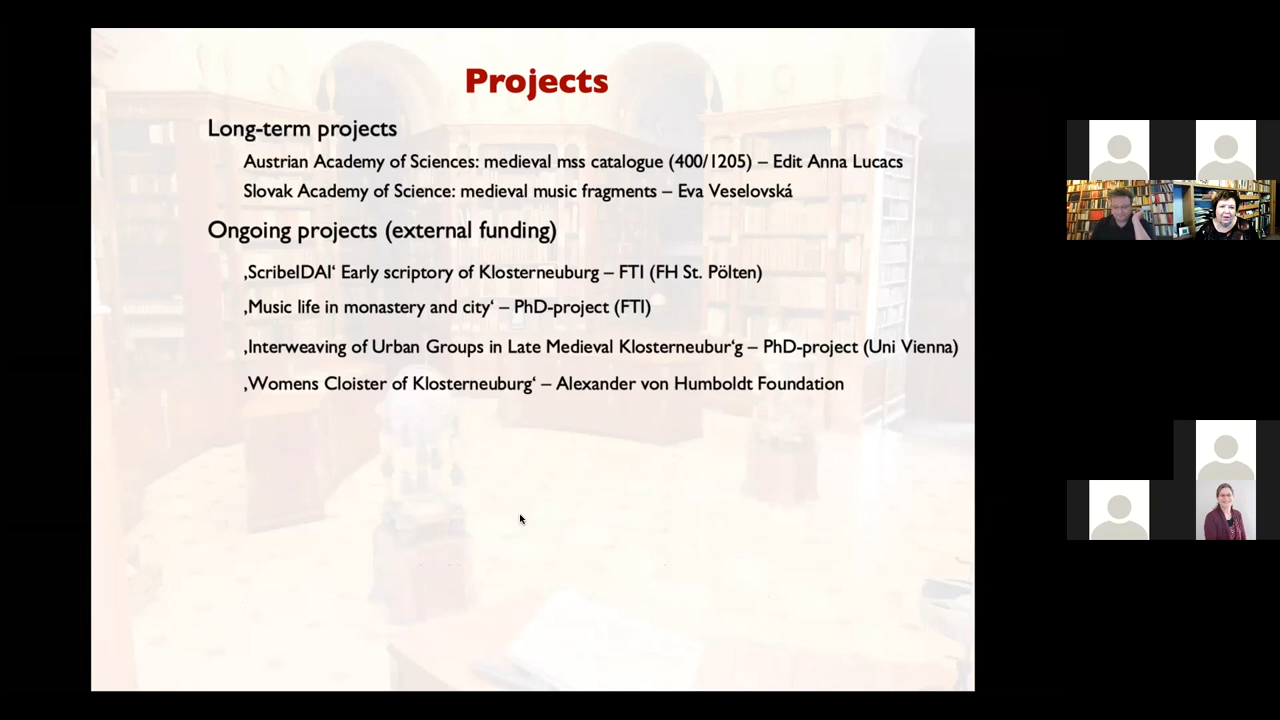 Projects
Long-term projects
Austrian Academy of Sciences: medieval mss catalogue (400/1205) – Edit Anna Lucacs
Slovak Academy of Science: medieval music fragments – Eva Veselovská
Ongoing projects (external funding)
‚ScribeIDAI‘ Early scriptory of Klosterneuburg – FTI (FH St. Pölten)
‚Music life in monastery and city‘ – PhD-project (FTI)
‚Interweaving of Urban Groups in Late Medieval Klosterneubur‘g – PhD-project (Uni Vienna)
‚Womens Cloister of Klosterneuburg‘ – Alexander von Humboldt Foundation